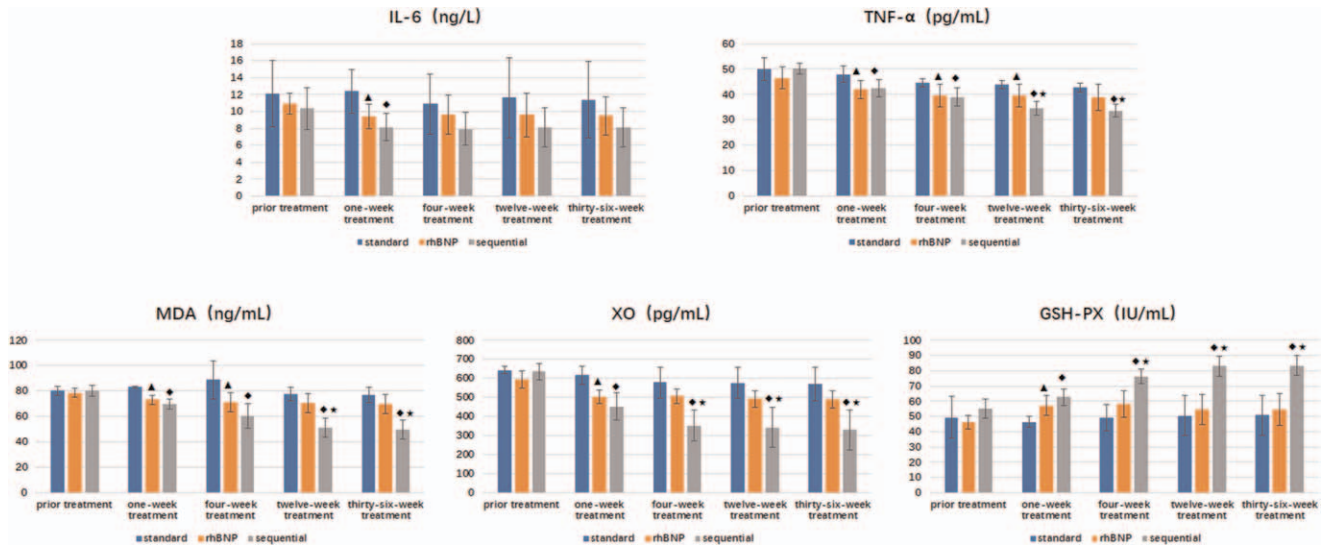 IL-6 (ng/L)
18
16
14
12
10
8
6
4
2
0
▲
◆
prior treatment
one-week treatment
four-week treatment
twelve-week treatment
thirty-six-week treatment
standard rhBNP sequential
TNF-α (pg/mL)
60
50
40
30
20
10
0
▲ ◆
▲ ◆
▲ ◆★
◆★
prior treatment
one-week treatment
four-week treatment
twelve-week treatment
thirty-six-week treatment
standard rhBNP sequential
MDA (ng/mL)
120
100
80
60
40
20
0
▲ ◆
▲ ◆
◆★
◆★
prior treatment
one-week treatment
four-week treatment
twelve-week treatment
thirty-six-week treatment
standard rhBNP sequential
XO (pg/mL)
800
700
600
500
400
300
200
100
0
▲ ◆
◆★
◆★
◆★
prior treatment
one-week treatment
four-week treatment
twelve-week treatment
thirty-six-week treatment
standard rhBNP sequential
GSH-PX (IU/mL)
100
90
80
70
60
50
40
30
20
10
0
▲ ◆
◆★
◆★
◆★
prior treatment
one-week treatment
four-week treatment
twelve-week treatment
thirty-six-week treatment
standard rhBNP sequential